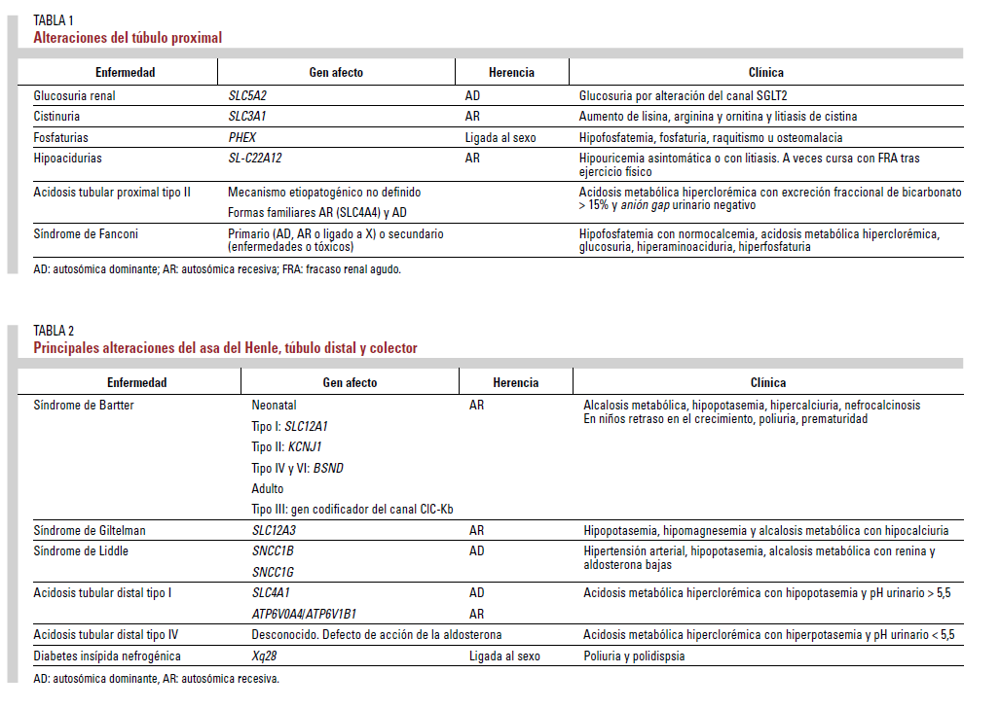 TABLA 1
Alteraciones del túbulo proximal
Enfermedad Gen afecto Herencia Clínica
Glucosuria renal SLC5A2 AD Glucosuria por alteración del canal SGLT2
Cistinuria SLC3A1 AR Aumento de lisina, arginina y ornitina y litiasis de cistina
Fosfaturias PHEX Ligada al sexo Hipofosfatemia, fosfaturia, raquitismo u osteomalacia
Hipoacidurias SL-C22A12 AR Hipouricemia asintomática o con litiasis. A veces cursa con FRA tras
ejercicio físico
Acidosis tubular proximal tipo II Mecanismo etiopatogénico no definido Acidosis metabólica hiperclorémica con excreción fraccional de bicarbonato
> 15% y anión gap urinario negativo
Formas familiares AR (SLC4A4) y AD
Síndrome de Fanconi Primario (AD, AR o ligado a X) o secundario Hipofosfatemia con normocalcemia, acidosis metabólica hiperclorémica,
(enfermedades o tóxicos) glucosuria, hiperaminoaciduria, hiperfosfaturia
AD: autosómica dominante; AR: autosómica recesiva; FRA: fracaso renal agudo.
TABLA 2
Principales alteraciones del asa del Henle, túbulo distal y colector
Enfermedad Gen afecto Herencia Clínica
Síndrome de Bartter Neonatal AR Alcalosis metabólica, hipopotasemia, hipercalciuria, nefrocalcinosis
En niños retraso en el crecimiento, poliuria, prematuridad
Tipo I: SLC12A1
Tipo II: KCNJ1
Tipo IV y VI: BSND
Adulto
Tipo III: gen codificador del canal ClC-Kb
Síndrome de Giltelman SLC12A3 AR Hipopotasemia, hipomagnesemia y alcalosis metabólica con hipocalciuria
Síndrome de Liddle SNCC1B AD Hipertensión arterial, hipopotasemia, alcalosis metabólica con renina y
aldosterona bajas
SNCC1G
Acidosis tubular distal tipo I SLC4A1 AD Acidosis metabólica hiperclorémica con hipopotasemia y pH urinario > 5,5
ATP6V0A4/ATP6V1B1 AR
Acidosis tubular distal tipo IV Desconocido. Defecto de acción de la aldosterona Acidosis metabólica hiperclorémica con hiperpotasemia y pH urinario < 5,5
Diabetes insípida nefrogénica Xq28 Ligada al sexo Poliuria y polidispsia
AD: autosómica dominante, AR: autosómica recesiva.